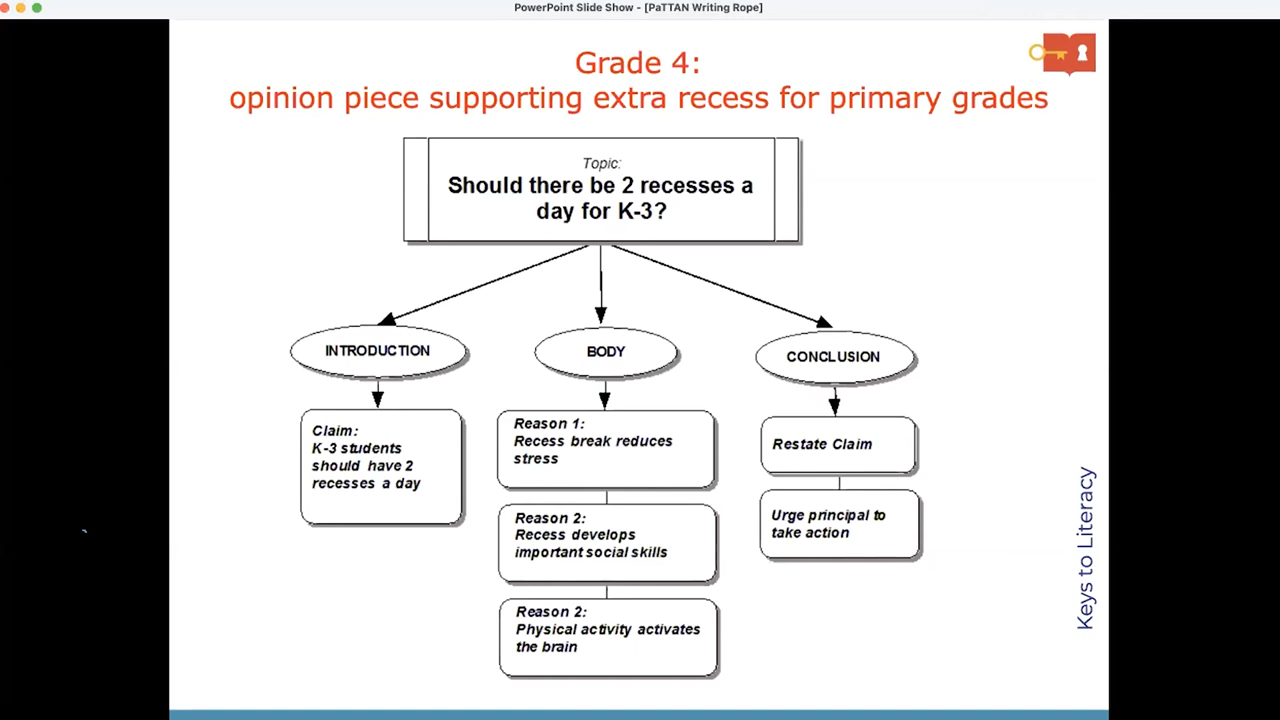 PowerPoint Slide Show - [PaTTAN Writing Rope]
Grade 4:
opinion piece supporting extra recess for primary grades
Topic:
Should there be 2 recesses a
day for K-3?
INTRODUCTION
BODY
CONCLUSION
Claim:
K-3 students
should have 2
recesses a day
Reason 1:
Recess break reduces
stress
Reason 2:
Recess develops
important social skills
Reason 2:
Physical activity activates
the brain
Restate Claim
Urge principal to
take action
Keys to Literacy